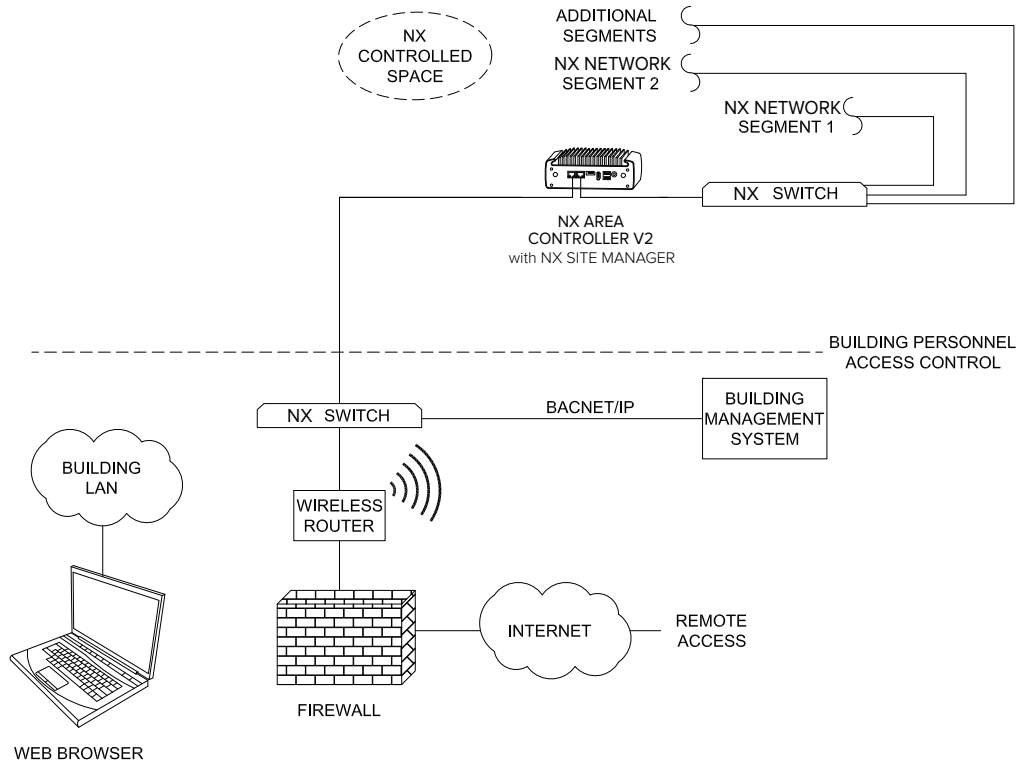 NX
CONTROLLED
SPACE
ADDITIONAL
SEGMENTS
NX NETWORK
SEGMENT 2
NX NETWORK
SEGMENT 1
NX SWITCH
NX AREA
CONTROLLER V2
with NX SITE MANAGER
BUILDING PERSONNEL
ACCESS CONTROL
NX SWITCH
BACNET/IP
BUILDING
MANAGEMENT
SYSTEM
BUILDING
LAN
WIRELESS
ROUTER
INTERNET
REMOTE
ACCESS
FIREWALL
WEB BROWSER